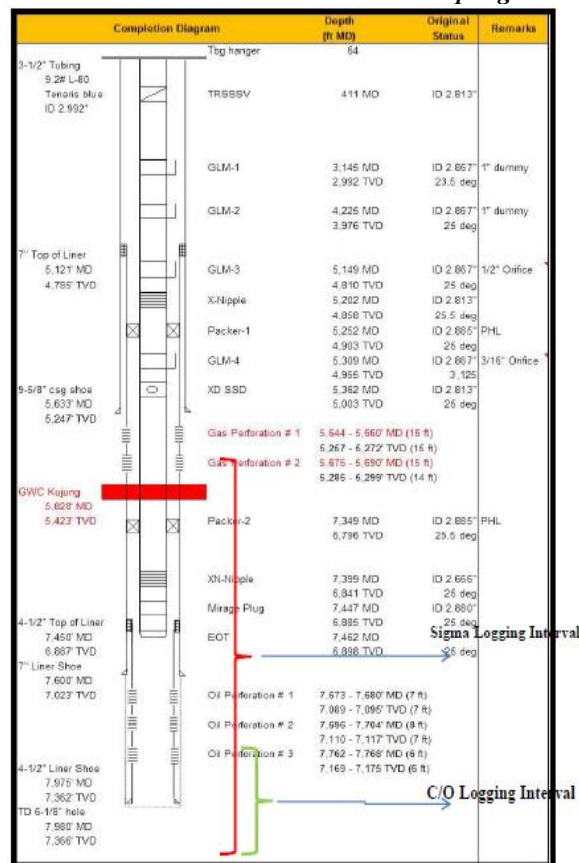 Completion Diagram
Depth
(ft MD)
Original
Status
Remarks
Tbg hanger 64
3-1/2" Tubing
9.2# L-80
Tenaris blue
ID 2.992"
TRSSSV 411 MD ID 2.813"
GLM-1 3,145 MD ID 2.867" 1" dummy
2,992 TVD 23.5 deg
GLM-2 4,225 MD ID 2.867" 1" dummy
3,976 TVD 25 deg
7" Top of Liner
5,121' MD
4,785' TVD
GLM-3 5,149 MD ID 2.867" 1/2" Orifice
4,810 TVD 25 deg
X-Nipple 5,202 MD ID 2.813"
4,858 TVD 25.5 deg
Packer-1 5,252 MD ID 2.885" PHL
4,903 TVD 25 deg
GLM-4 5,309 MD ID 2.867" 3/16" Orifice
4,955 TVD 3,125
9-5/8" csg shoe
5,633' MD
5,247' TVD
XD SSD 5,362 MD ID 2.813"
5,003 TVD 25 deg
Gas Perforation # 1 5,644 - 5,660' MD (15 ft)
5,267 - 5,272' TVD (15 ft)
Gas Perforation # 2 5,675 - 5,690' MD (15 ft)
5,285 - 5,299' TVD (14 ft)
GWC Kujung
5,828' MD
5,423' TVD
Packer-2 7,349 MD ID 2.885" PHL
6,796 TVD 25.5 deg
XN-Nipple 7,399 MD ID 2.666"
6,841 TVD 25 deg
Mirage Plug 7,447 MD ID 2.880"
6,885 TVD 25 deg
4-1/2" Top of Liner
7,450' MD
6,887' TVD
EOT 7,462 MD
6,898 TVD 25 deg
Sigma Logging Interval
7" Liner Shoe
7,600' MD
7,023' TVD
Oil Perforation # 1 7,673 - 7,680' MD (7 ft)
7,089 - 7,095' TVD (7 ft)
Oil Perforation # 2 7,696 - 7,704' MD (8 ft)
7,110 - 7,117' TVD (7 ft)
Oil Perforation # 3 7,762 - 7,768' MD (6 ft)
7,169 - 7,175 TVD (6 ft)
4-1/2" Liner Shoe
7,975' MD
7,362' TVD
C/O Logging Interval
TD 6-1/8" hole
7,980' MD
7,366' TVD